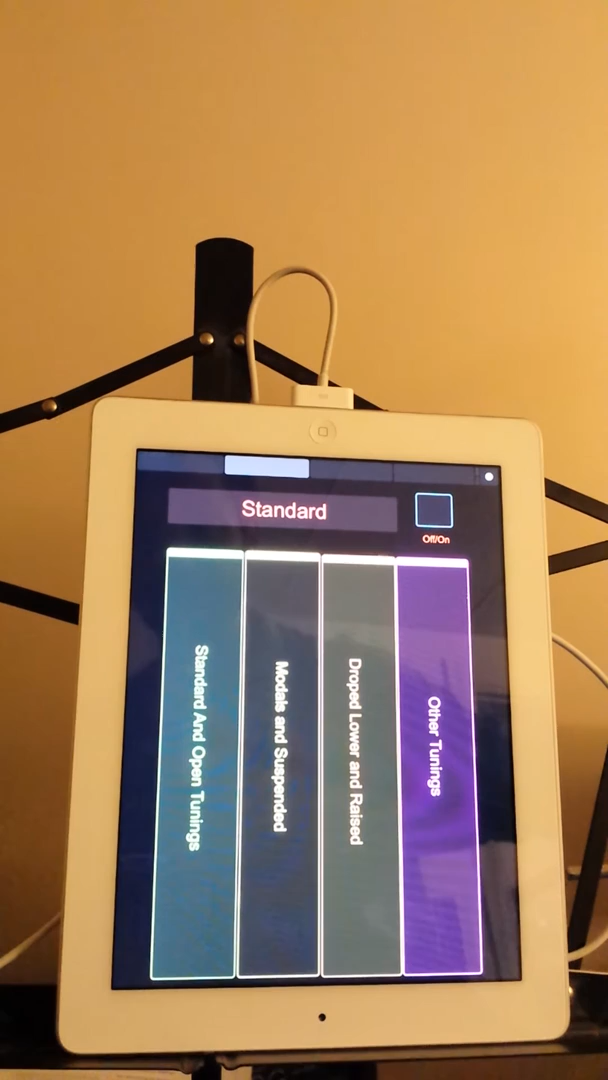 Standard
Off/On
Standard And Open Tunings
Modals and Suspended
Droped Lower and Raised
Other Tunings